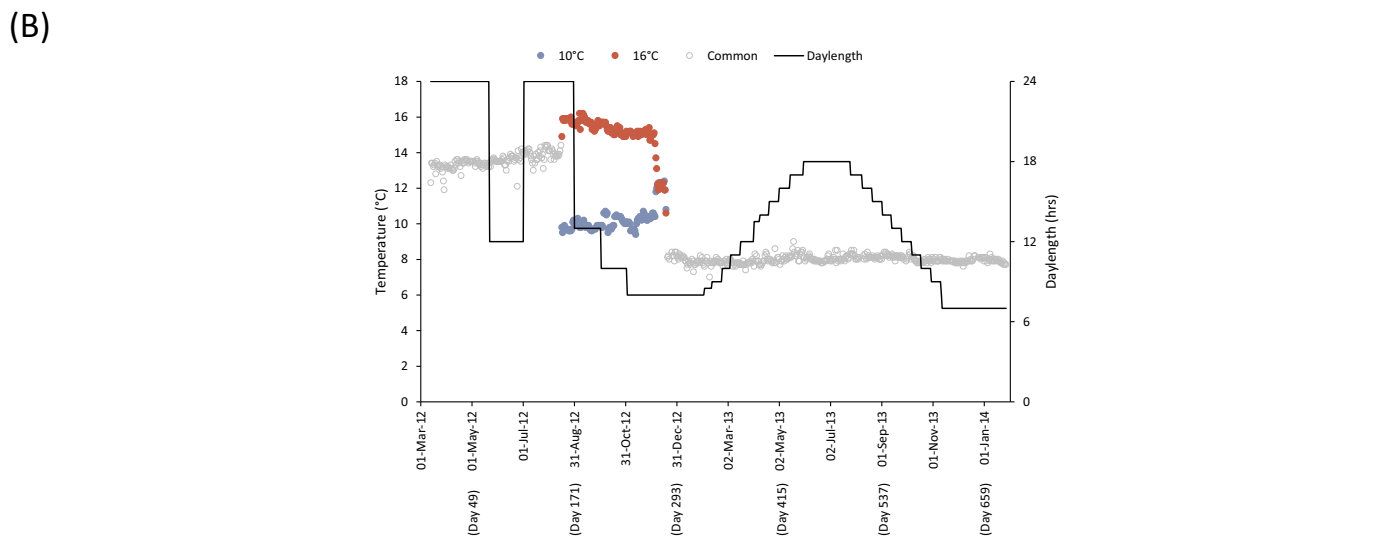 (B)
10°C 16°C Common Daylength
18 24
16
14 18
12
10
8 12
6
4 6
2
0 0
Temperature (°C)
Daylength (hrs)
01-Mar-12 01-May-12 01-Jul-12 31-Aug-12 31-Oct-12 31-Dec-12 02-Mar-13 02-May-13 02-Jul-13 01-Sep-13 01-Nov-13 01-Jan-14
(Day 49) (Day 171) (Day 293) (Day 415) (Day 537) (Day 659)